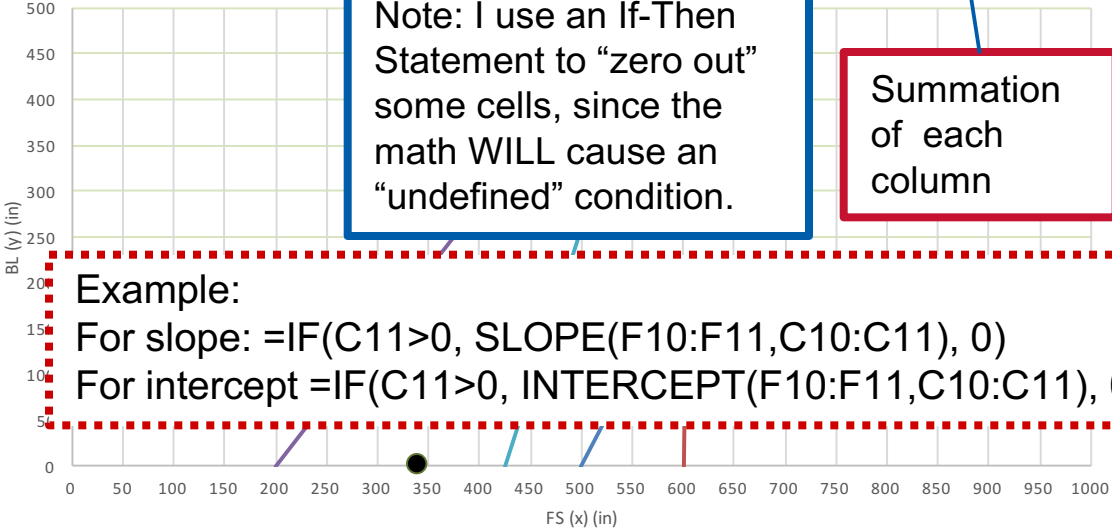 500
Note: I use an If-Then
Statement to “zero out”
some cells, since the
math WILL cause an
“undefined” condition.
Summation
of each
column
450
400
350
300
250
BL (y) (in)
Example:
For slope: =IF(C11>0, SLOPE(F10:F11,C10:C11), 0)
For intercept =IF(C11>0, INTERCEPT(F10:F11,C10:C11),
0
0 50 100 150 200 250 300 350 400 450 500 550 600 650 700 750 800 850 900 950 1000
FS (x) (in)